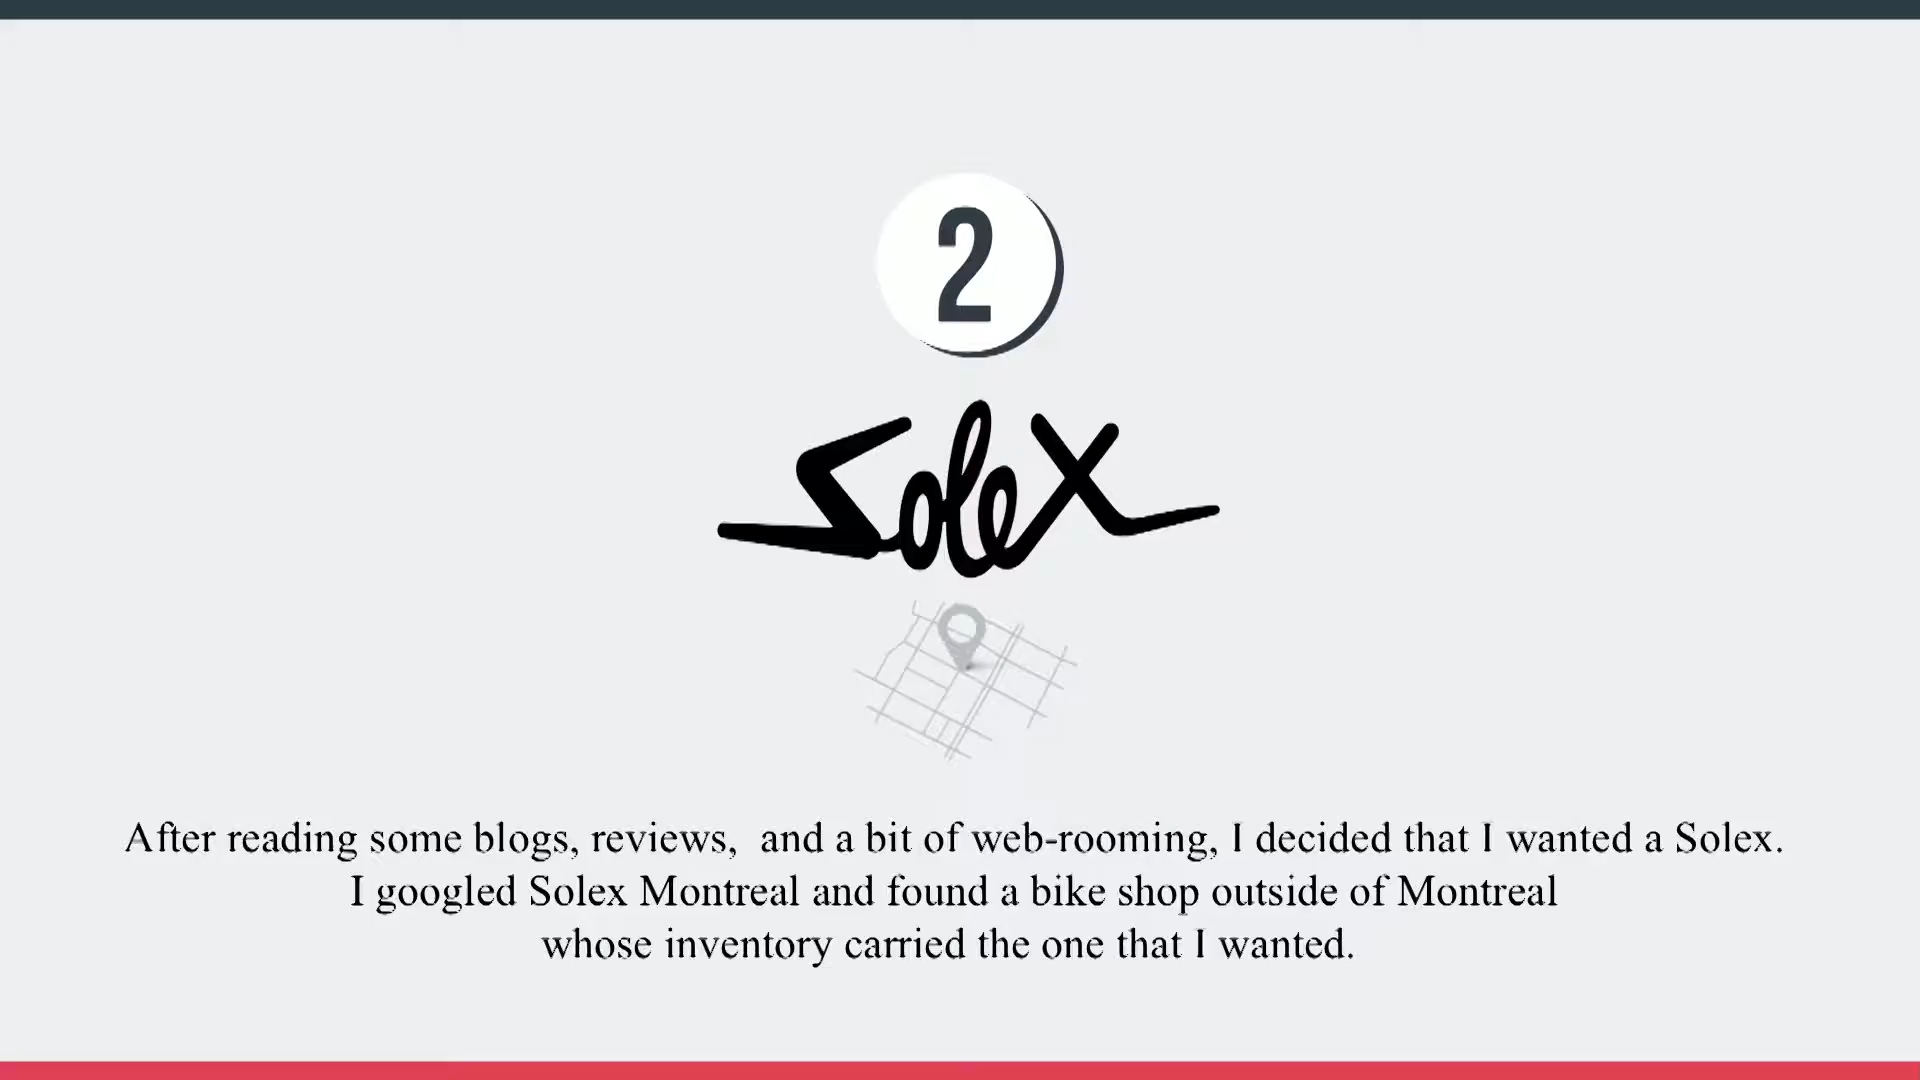 2
Solex
After reading some blogs, reviews,  and a bit of web-rooming, I decided that I wanted a Solex.
I googled Solex Montreal and found a bike shop outside of Montreal
whose inventory carried the one that I wanted.